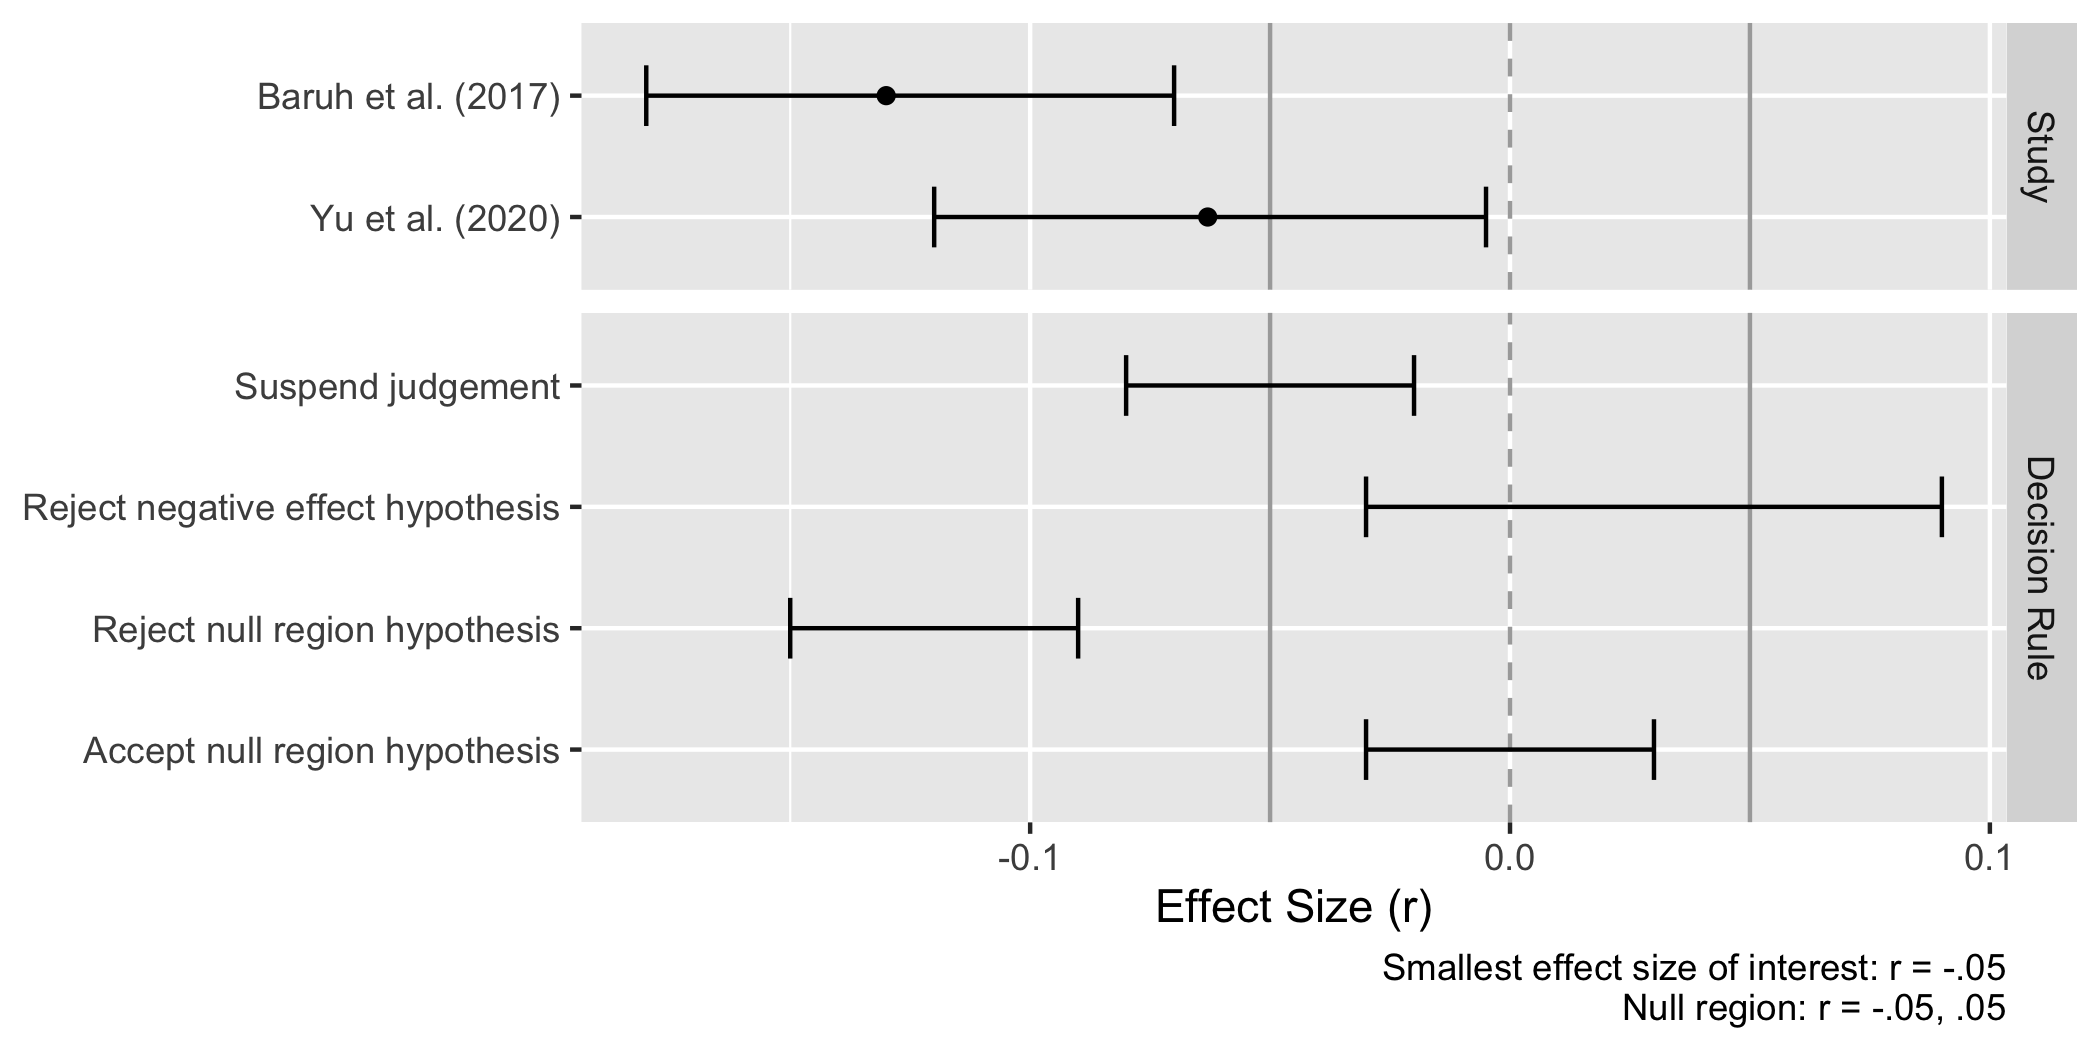 Baruh et al. (2017)
Yu et al. (2020)
Study
Suspend judgement
Reject negative effect hypothesis
Reject null region hypothesis
Accept null region hypothesis
Decision Rule
-0.1
0.0
0.1
Effect Size (r)
Smallest effect size of interest: r = -.05
Null region: r = -.05, .05